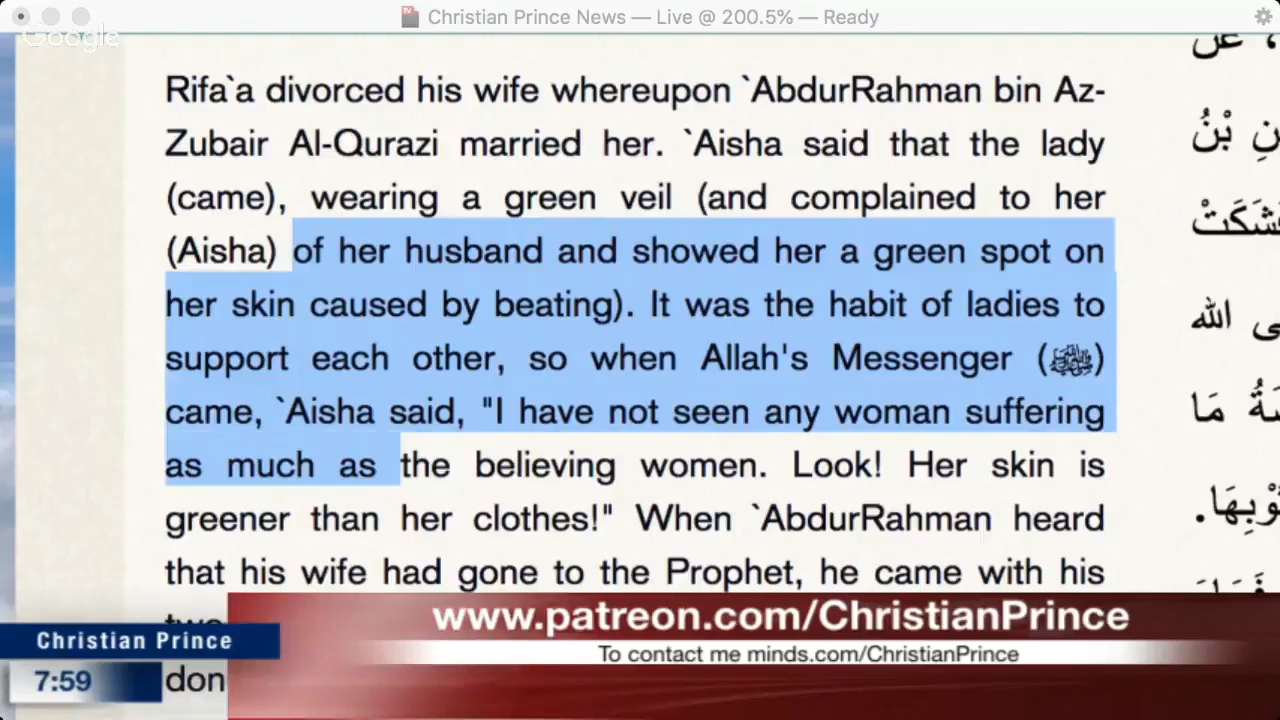 Christian Prince News — Live @ 200.5% — Ready
Google
Rifa`a divorced his wife whereupon `AbdurRahman bin Az-
Zubair Al-Qurazi married her. `Aisha said that the lady
(came), wearing a green veil (and complained to her
(Aisha) of her husband and showed her a green spot on
her skin caused by beating). It was the habit of ladies to
support each other, so when Allah's Messenger (ﷺ)
came, `Aisha said, "I have not seen any woman suffering
as much as the believing women. Look! Her skin is
greener than her clothes!" When `AbdurRahman heard
that his wife had gone to the Prophet, he came with his
two
don
، عن
نِ بْنُ
فَشَكَتْ
ى الله
مَا
.
www.patreon.com/ChristianPrince
To contact me minds.com/ChristianPrince
Christian Prince
7:59